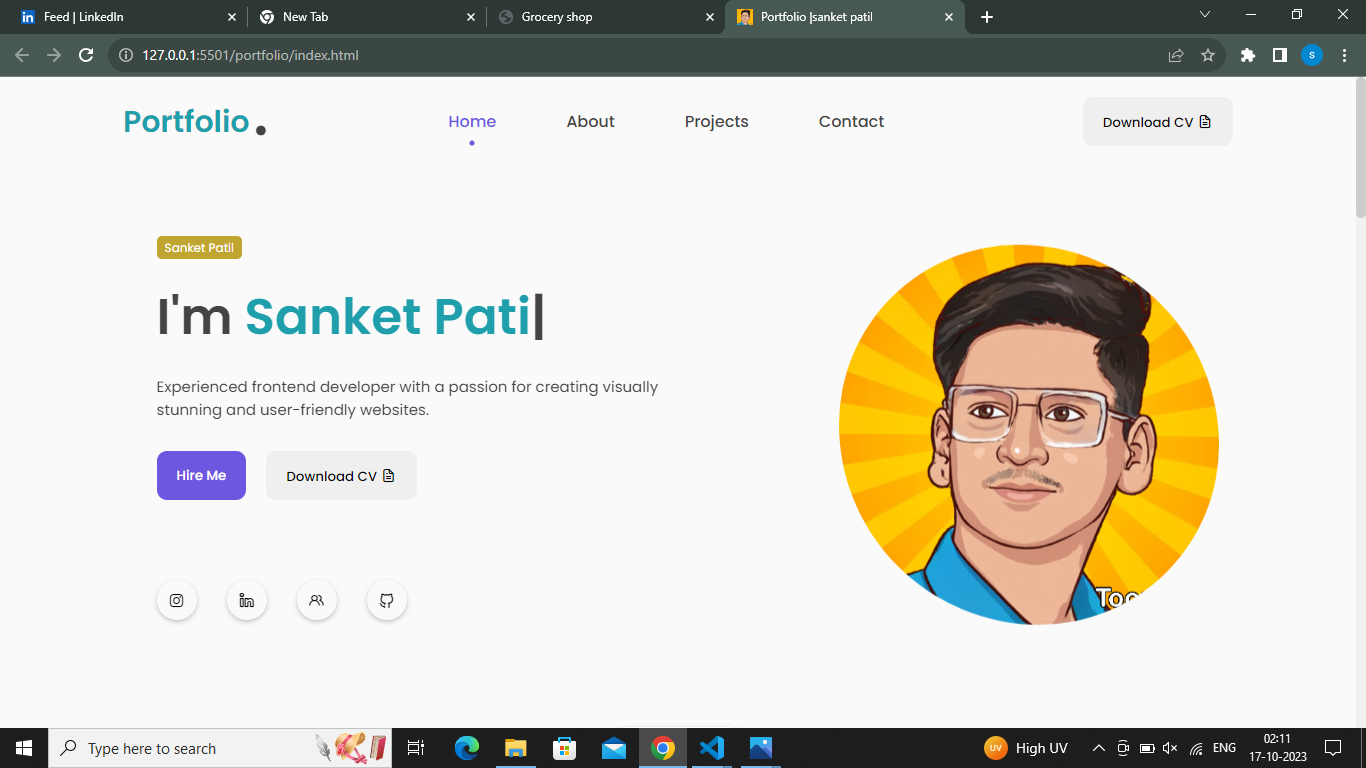 Feed | LinkedIn
New Tab
Grocery shop
Portfolio |sanket patil
127.0.0.1:5501/portfolio/index.html
S
Portfolio .
Home
About
Projects
Contact
Download CV
Sanket Patil
I'm Sanket Pati|
Experienced frontend developer with a passion for creating visually
stunning and user-friendly websites.
Hire Me
Download CV
Type here to search
UV
High UV
ENG
02:11
17-10-2023